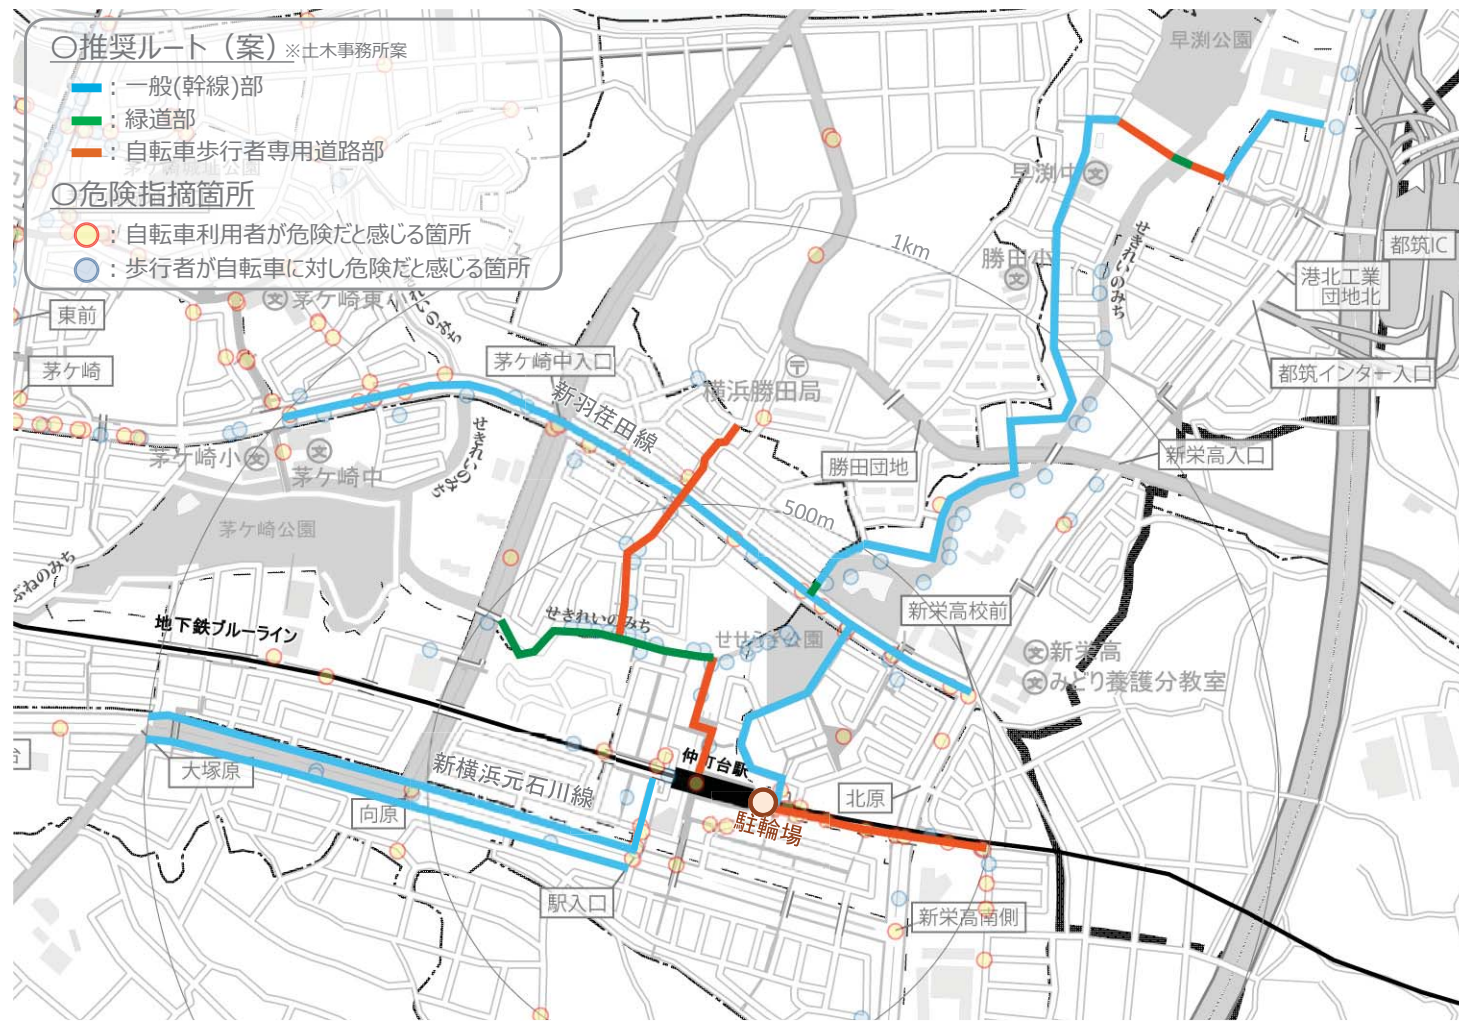 〇推奨ルート（案）※土木事務所案
：一般(幹線)部
：緑道部
：自転車歩行者専用道路部
〇危険指摘箇所
：自転車利用者が危険だと感じる箇所
：歩行者が自転車に対し危険だと感じる箇所
早渕公園
早渕中
1km
勝田小
せきれいのみち
都筑IC
港北工業
団地北
都筑インター入口
東前
茅ケ崎東
茅ケ崎
茅ケ崎中入口
横浜勝田局
新羽荏田線
新栄高入口
茅ケ崎小
茅ケ崎中
せきれいのみち
勝田団地
茅ケ崎公園
500m
ぶねのみち
地下鉄ブルーライン
せきれいのみち
せせらぎ公園
新栄高校前
新栄高
みどり養護分教室
大塚原
新横浜元石川線
仲町台駅
向原
北原
駐輪場
駅入口
新栄高南側
台